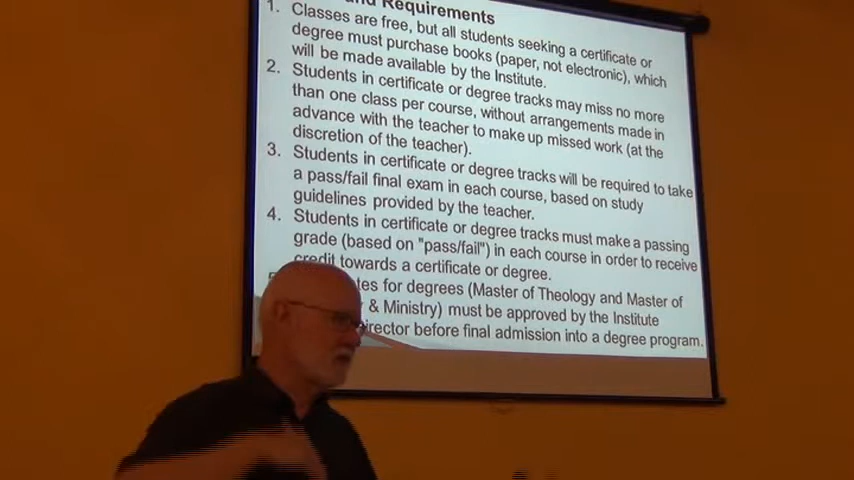 and Requirements
1. Classes are free, but all students seeking a certificate or
degree must purchase books (paper, not electronic), which
will be made available by the Institute.
2. Students in certificate or degree tracks may miss no more
than one class per course, without arrangements made in
advance with the teacher to make up missed work (at the
discretion of the teacher).
3. Students in certificate or degree tracks will be required to take
a pass/fail final exam in each course, based on study
guidelines provided by the teacher.
4. Students in certificate or degree tracks must make a passing
grade (based on "pass/fail") in each course in order to receive
credit towards a certificate or degree.
for degrees (Master of Theology and Master of
& Ministry) must be approved by the Institute
before final admission into a degree program.